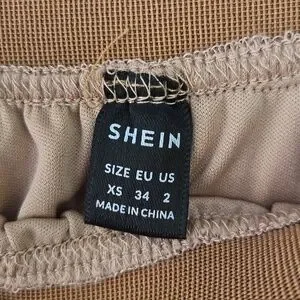 SHEIN
SIZE EU US
XS 34 2
MADE IN CHINA